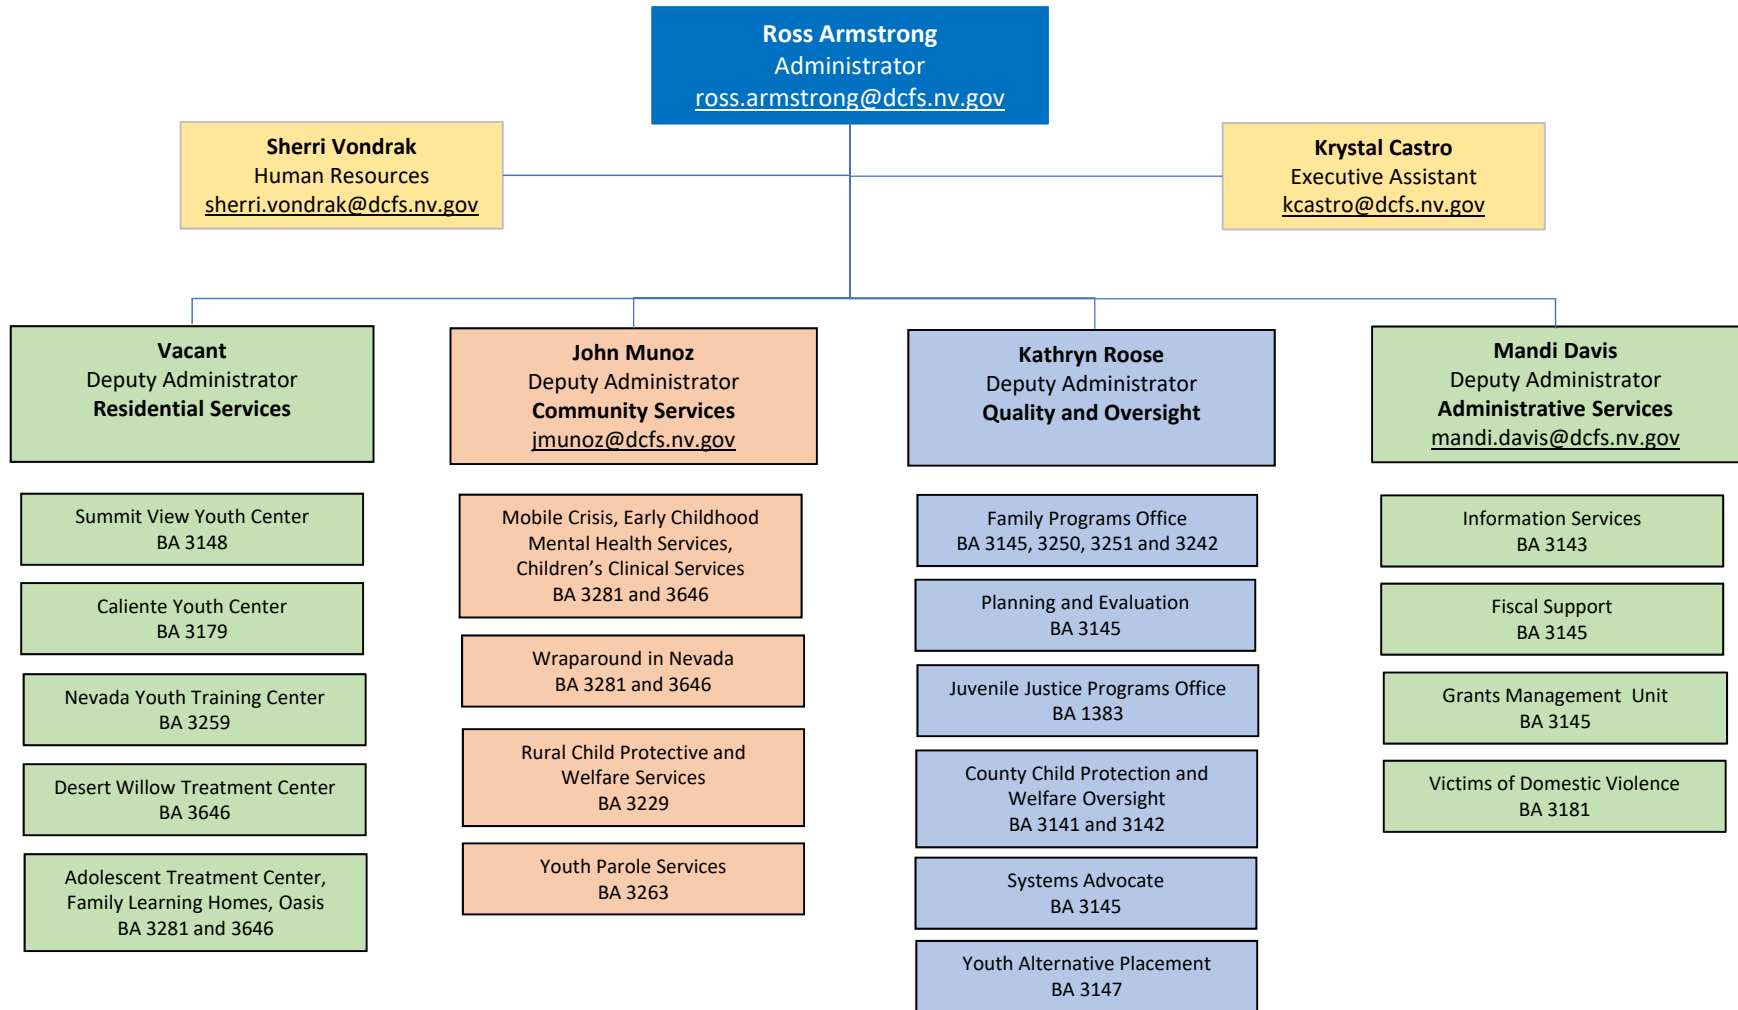 Ross Armstrong
Administrator
ross.armstrong@dcfs.nv.gov
Sherri Vondrak
Human Resources
sherri.vondrak@dcfs.nv.gov
Krystal Castro
Executive Assistant
kcastro@dcfs.nv.gov
Vacant
Deputy Administrator
Residential Services
John Munoz
Deputy Administrator
Community Services
jmunoz@dcfs.nv.gov
Kathryn Roose
Deputy Administrator
Quality and Oversight
Mandi Davis
Deputy Administrator
Administrative Services
mandi.davis@dcfs.nv.gov
Summit View Youth Center
BA 3148
Caliente Youth Center
BA 3179
Nevada Youth Training Center
BA 3259
Desert Willow Treatment Center
BA 3646
Adolescent Treatment Center,
Family Learning Homes, Oasis
BA 3281 and 3646
Mobile Crisis, Early Childhood
Mental Health Services,
Children’s Clinical Services
BA 3281 and 3646
Wraparound in Nevada
BA 3281 and 3646
Rural Child Protective and
Welfare Services
BA 3229
Youth Parole Services
BA 3263
Family Programs Office
BA 3145, 3250, 3251 and 3242
Planning and Evaluation
BA 3145
Juvenile Justice Programs Office
BA 1383
County Child Protection and
Welfare Oversight
BA 3141 and 3142
Systems Advocate
BA 3145
Youth Alternative Placement
BA 3147
Information Services
BA 3143
Fiscal Support
BA 3145
Grants Management Unit
BA 3145
Victims of Domestic Violence
BA 3181